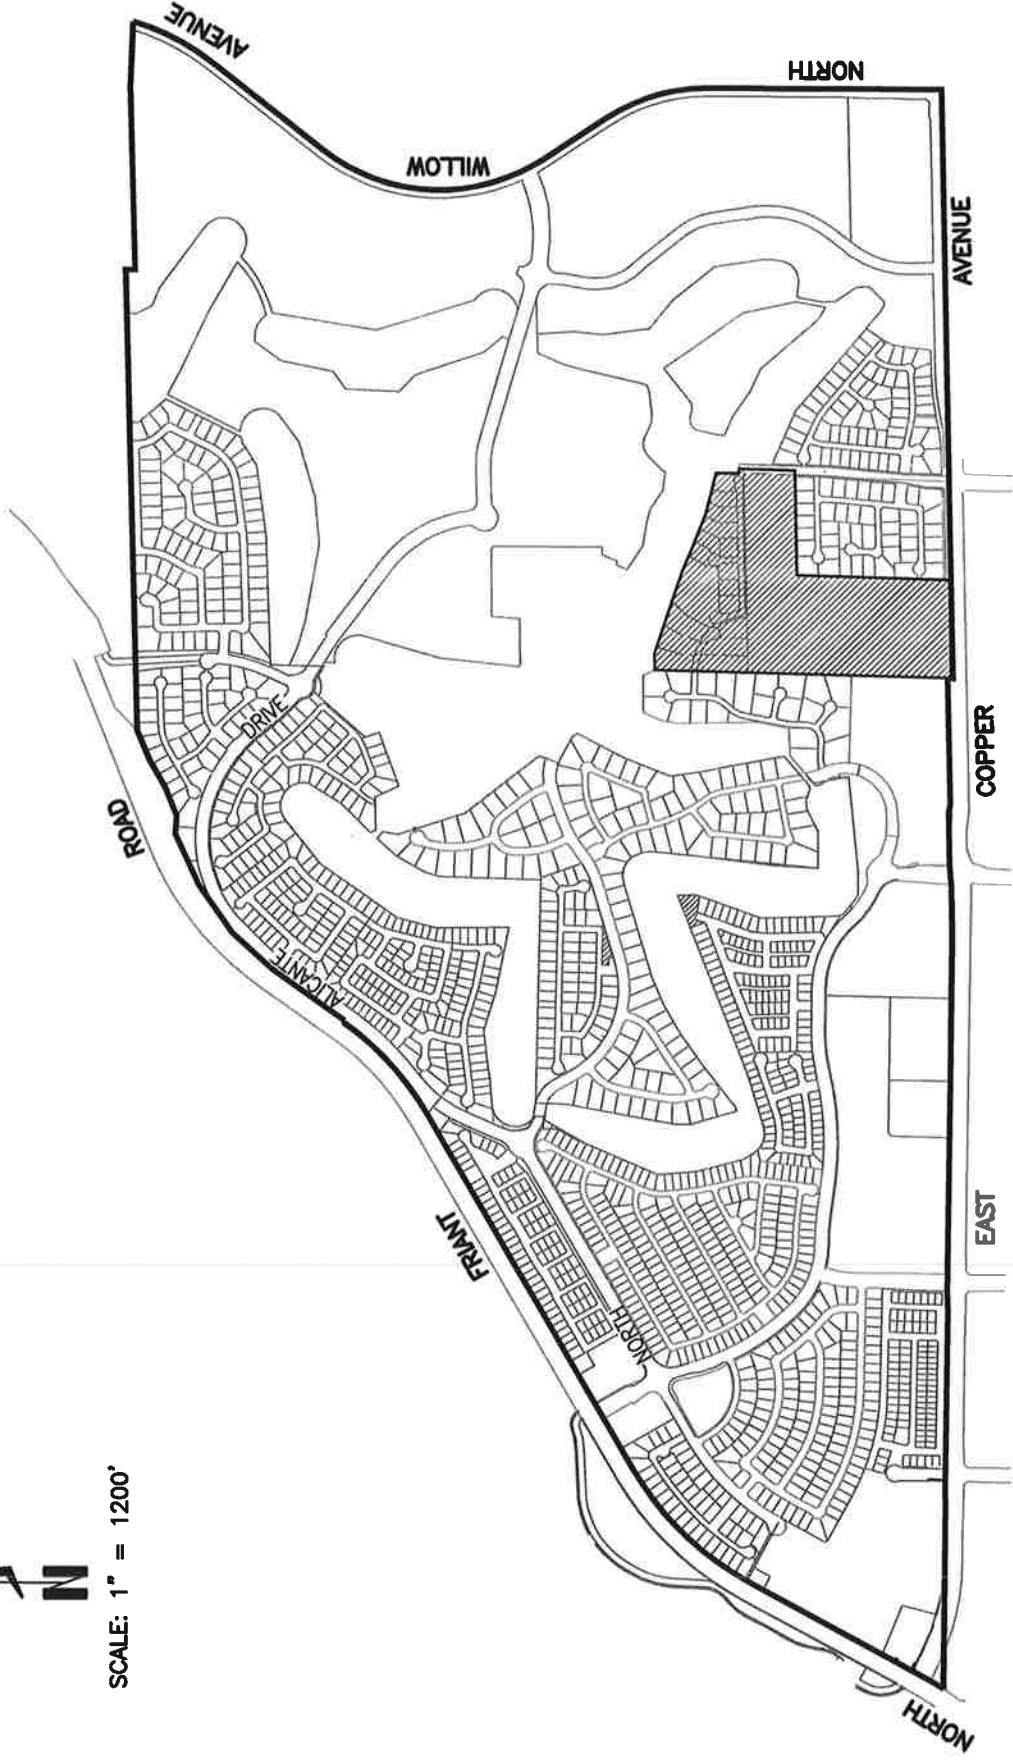 N
SCALE: 1" = 1200'
NORTH
FRIANT
ROAD
NORTH
ALICANTE
DRIVE
NORTH
WILLOW
AVENUE
EAST
COPPER
AVENUE